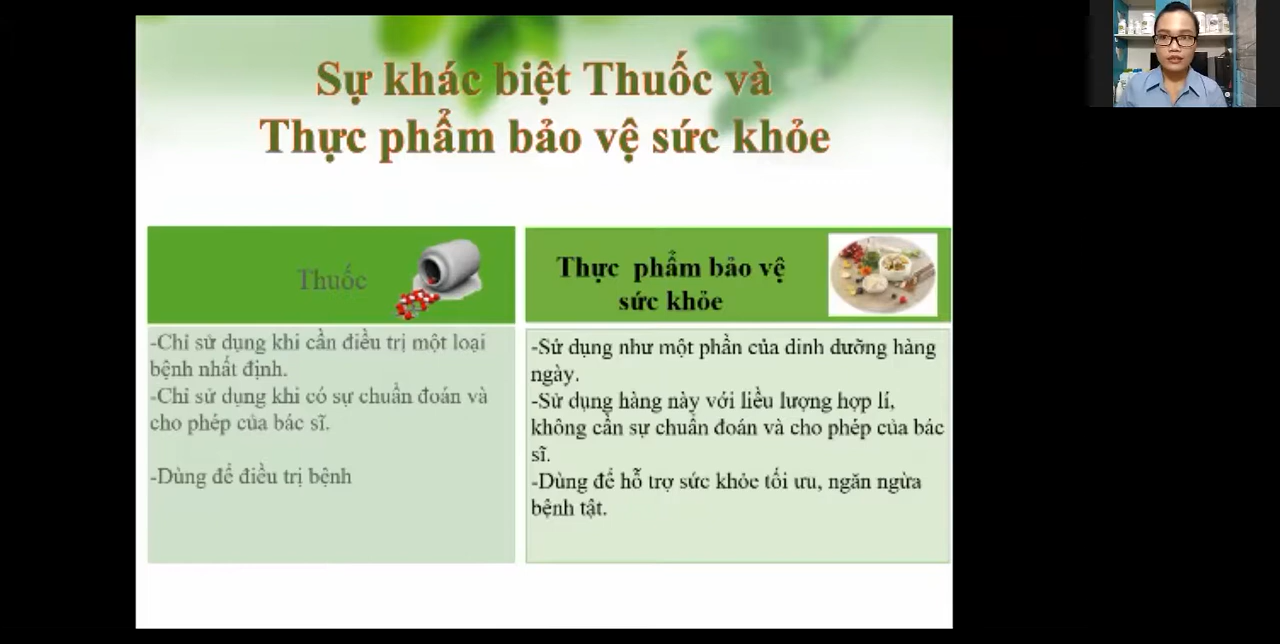 Sự khác biệt Thuốc và
Thực phẩm bảo vệ sức khỏe
Thuốc
-Chỉ sử dụng khi cần điều trị một loại
bệnh nhất định.
-Chỉ sử dụng khi có sự chuẩn đoán và
cho phép của bác sĩ.
-Dùng để điều trị bệnh
Thực phẩm bảo vệ
sức khỏe
-Sử dụng như một phần của dinh dưỡng hàng
ngày.
-Sử dụng hàng này với liều lượng hợp lí,
không cần sự chuẩn đoán và cho phép của bác
sĩ.
-Dùng để hỗ trợ sức khỏe tối ưu, ngăn ngừa
bệnh tật.